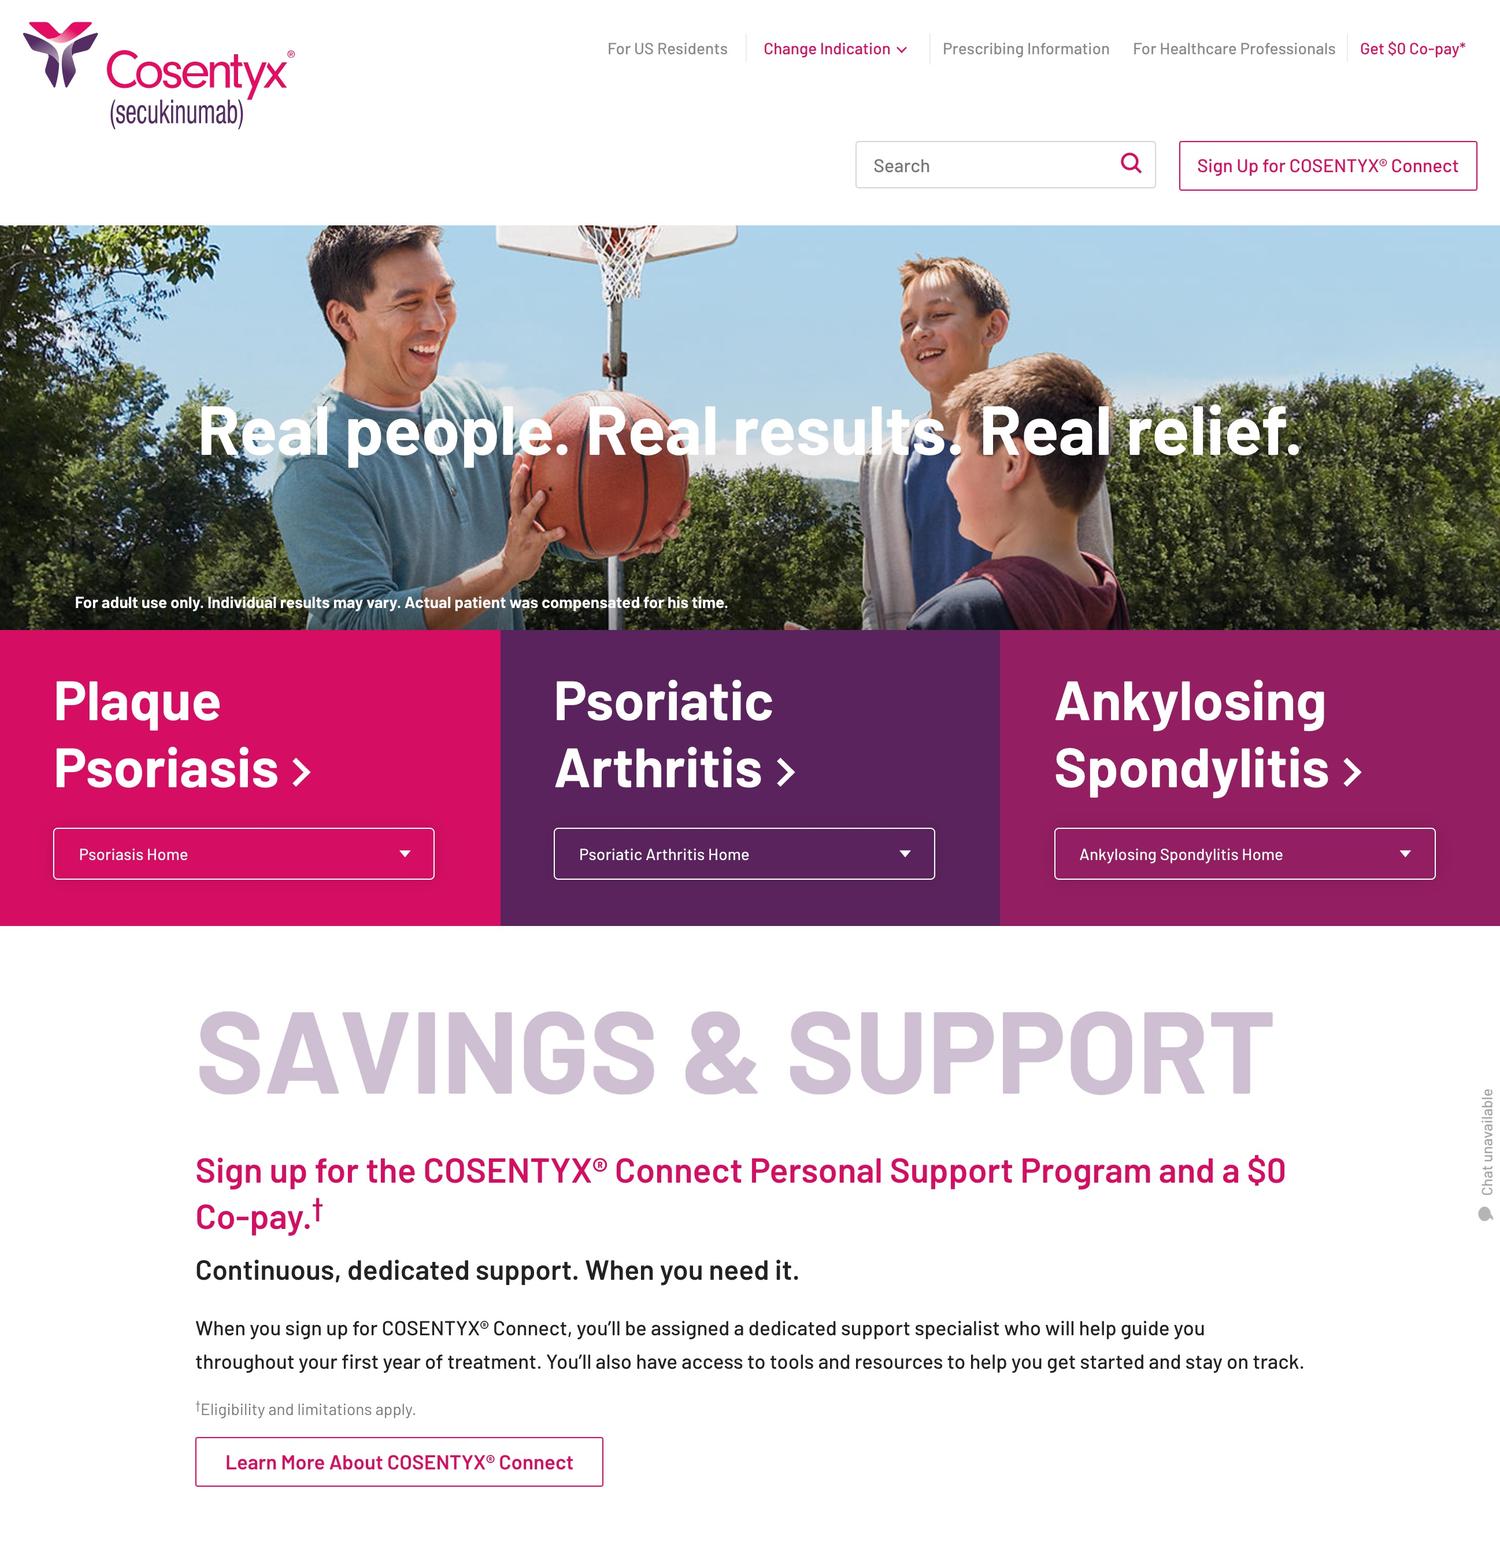 Cosentyx®
(secukinumab)
For US Residents
Change Indication
Prescribing Information
For Healthcare Professionals
Get $0 Co-pay*
Search
Sign Up for COSENTYX® Connect
Real people. Real results. Real relief.
For adult use only. Individual results may vary. Actual patient was compensated for his time.
Plaque
Psoriasis
Psoriasis Home
Psoriatic
Arthritis
Psoriatic Arthritis Home
Ankylosing
Spondylitis
Ankylosing Spondylitis Home
SAVINGS & SUPPORT
Sign up for the COSENTYX® Connect Personal Support Program and a $0
Co-pay.†
Continuous, dedicated support. When you need it.
When you sign up for COSENTYX® Connect, you’ll be assigned a dedicated support specialist who will help guide you
throughout your first year of treatment. You’ll also have access to tools and resources to help you get started and stay on track.
†Eligibility and limitations apply.
Learn More About COSENTYX® Connect
Chat unavailable